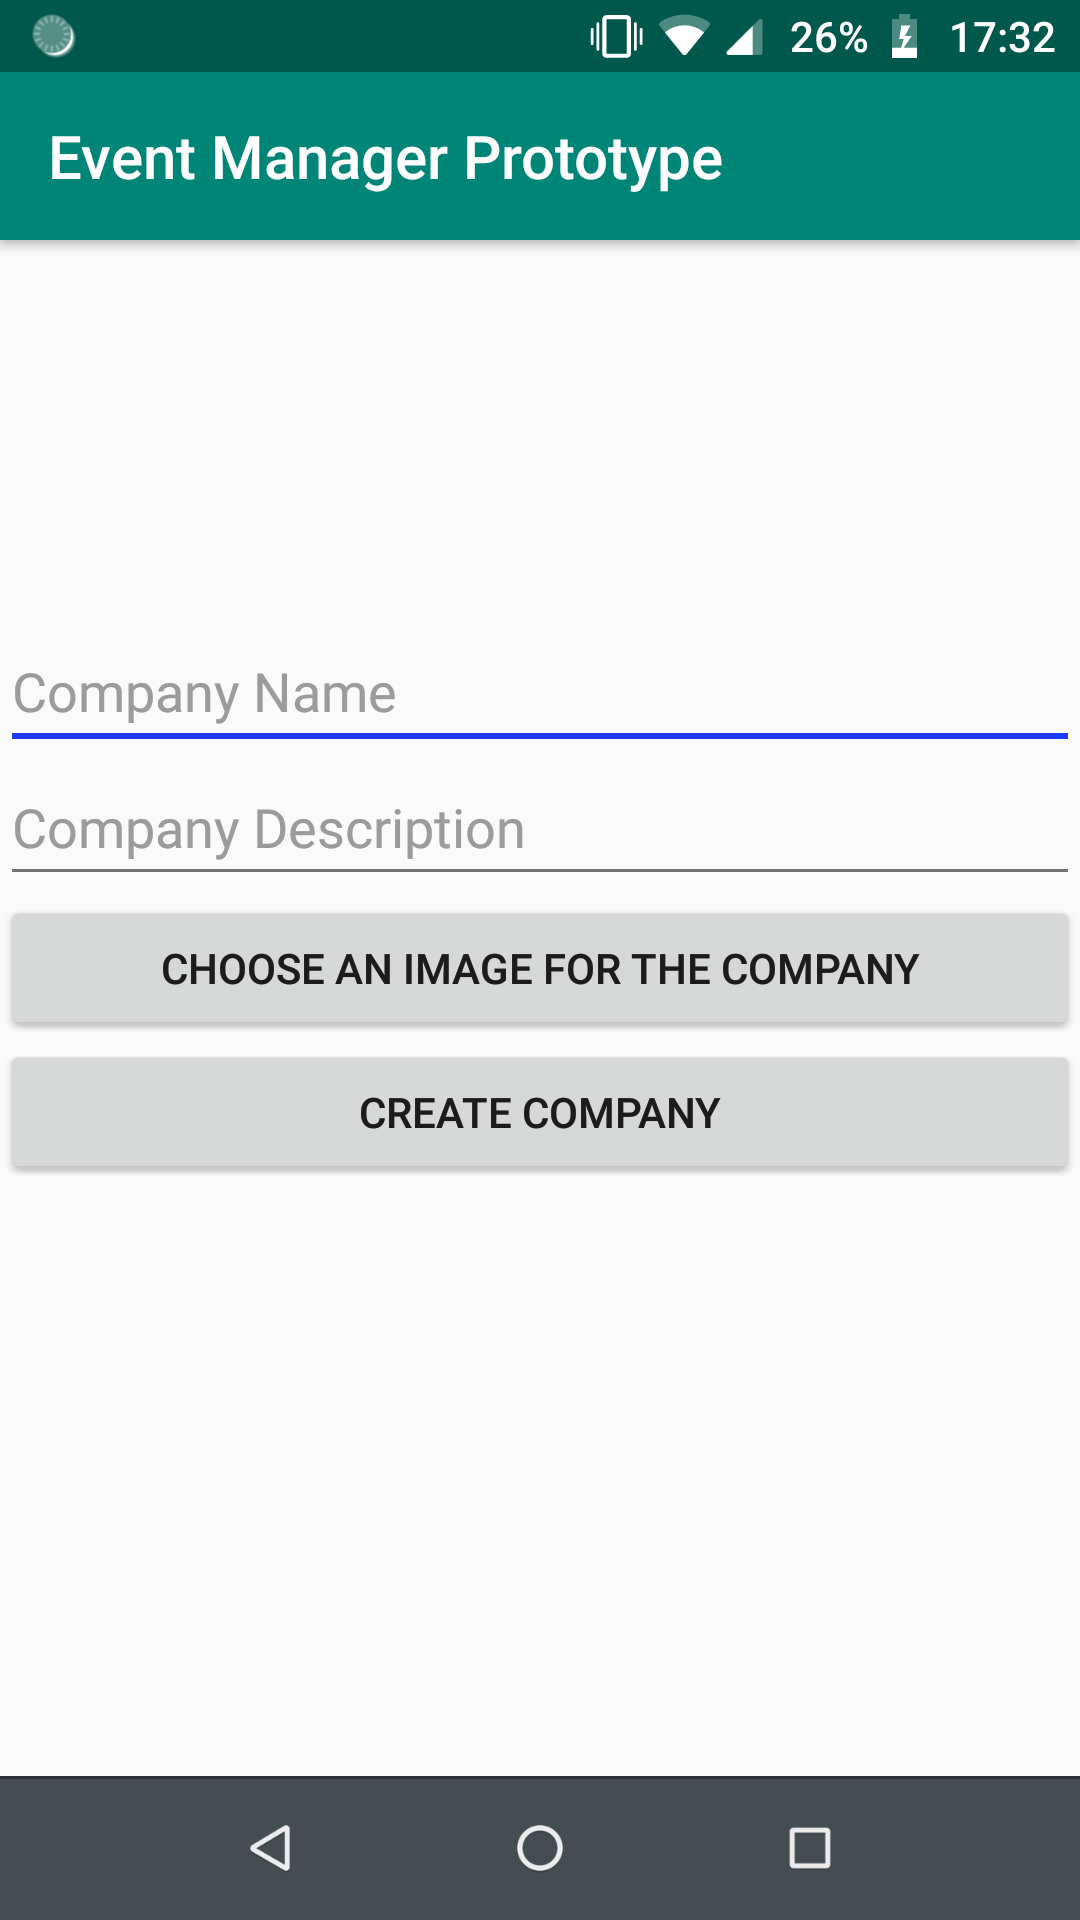 26% 17:32
Event Manager Prototype
Company Name
Company Description
CHOOSE AN IMAGE FOR THE COMPANY
CREATE COMPANY